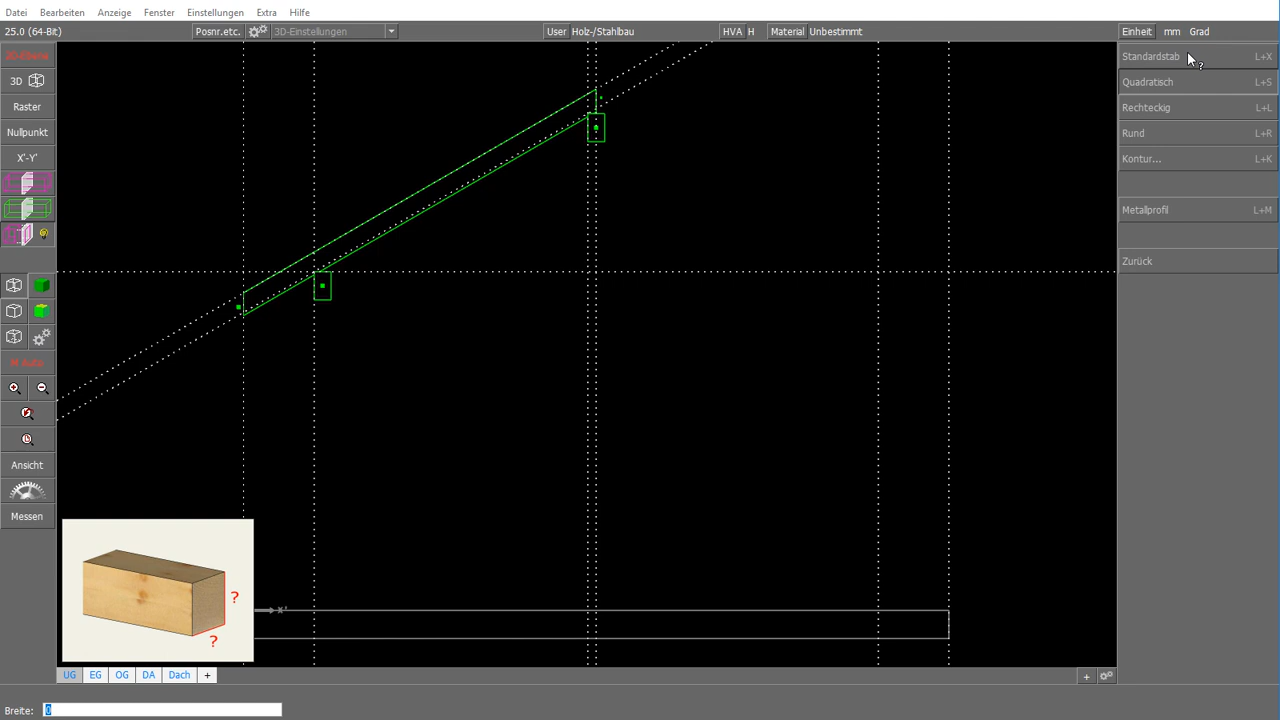 Datei Bearbeiten Anzeige Fenster Einstellungen Extra Hilfe
25.0 (64-Bit) Posnr.etc. 3D-Einstellungen User Holz-/Stahlbau HVA H Material Unbestimmt Einheit mm Grad
2D-Ebene
3D
Raster
Nullpunkt
X'-Y'
M Auto
Ansicht
Messen
Standardstab L+X
Quadratisch L+S
Rechteckig L+L
Rund L+R
Kontur... L+K
Metallprofil L+M
Zurück
?
?
x'
UG EG OG DA Dach + +
Breite: 0